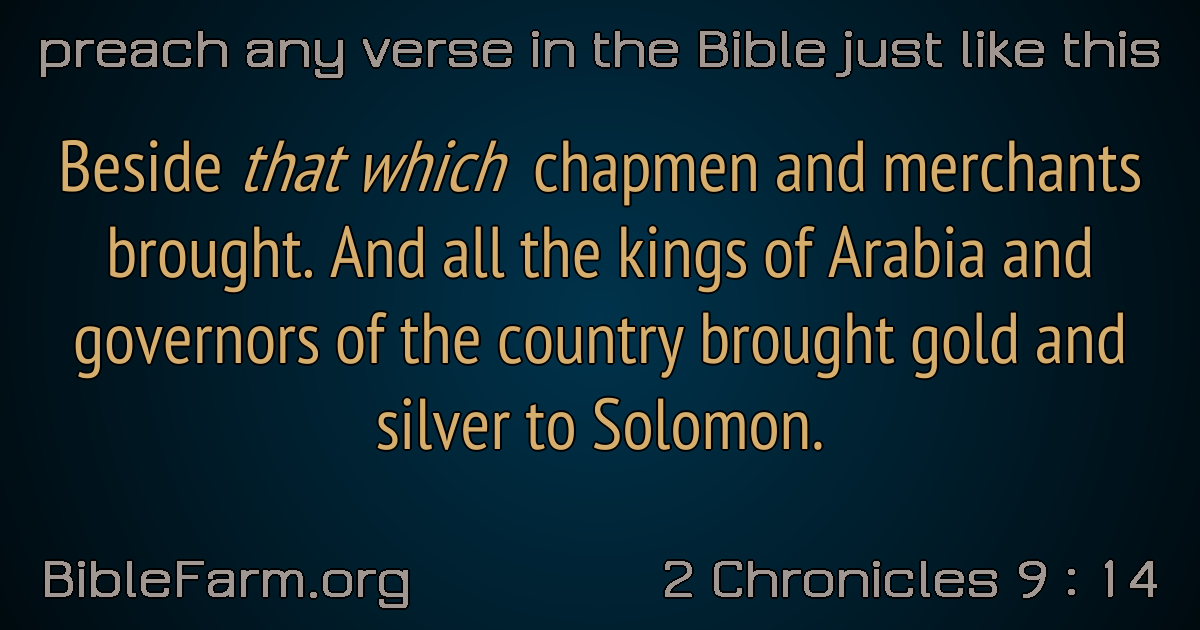 preach any verse in the Bible just like this
Beside that which chapmen and merchants
brought. And all the kings of Arabia and
governors of the country brought gold and
silver to Solomon.
BibleFarm.org
2 Chronicles 9 : 14